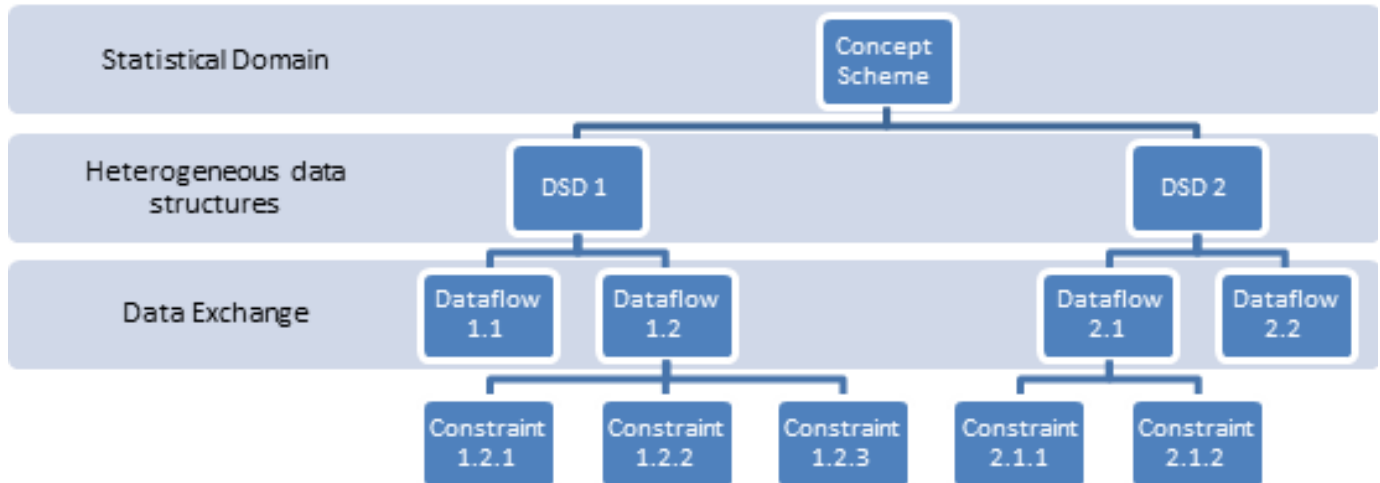 Statistical Domain
Concept
Scheme
Heterogeneous data
structures
DSD 1
DSD 2
Data Exchange
Dataflow
1.1
Dataflow
1.2
Dataflow
2.1
Dataflow
2.2
Constraint
1.2.1
Constraint
1.2.2
Constraint
1.2.3
Constraint
2.1.1
Constraint
2.1.2